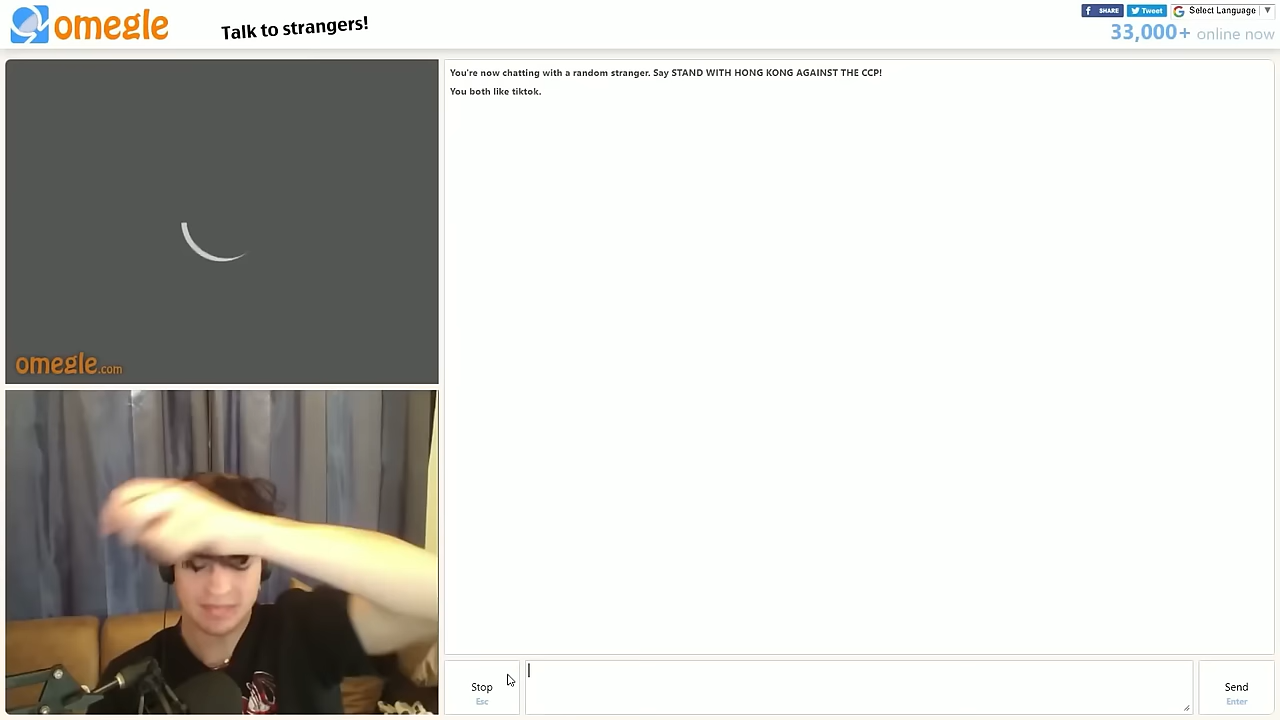 omegle
Talk to strangers!
SHARE
Tweet
Select Language ▼
33,000+ online now
You're now chatting with a random stranger. Say STAND WITH HONG KONG AGAINST THE CCP!
You both like tiktok.
omegle.com
Stop
Esc
Send
Enter